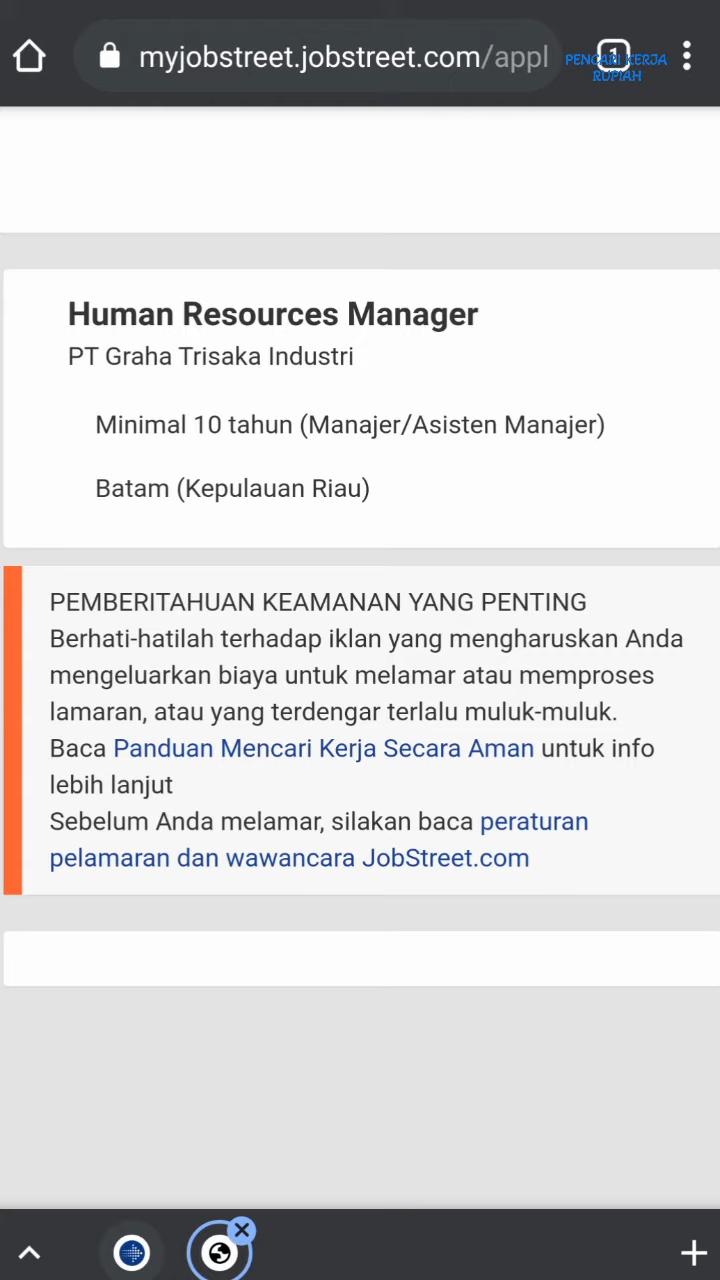 myjobstreet.jobstreet.com/appl
1
PENCARI KERJA
RUPIAH
Human Resources Manager
PT Graha Trisaka Industri
Minimal 10 tahun (Manajer/Asisten Manajer)
Batam (Kepulauan Riau)
PEMBERITAHUAN KEAMANAN YANG PENTING
Berhati-hatilah terhadap iklan yang mengharuskan Anda
mengeluarkan biaya untuk melamar atau memproses
lamaran, atau yang terdengar terlalu muluk-muluk.
Baca Panduan Mencari Kerja Secara Aman untuk info
lebih lanjut
Sebelum Anda melamar, silakan baca peraturan
pelamaran dan wawancara JobStreet.com